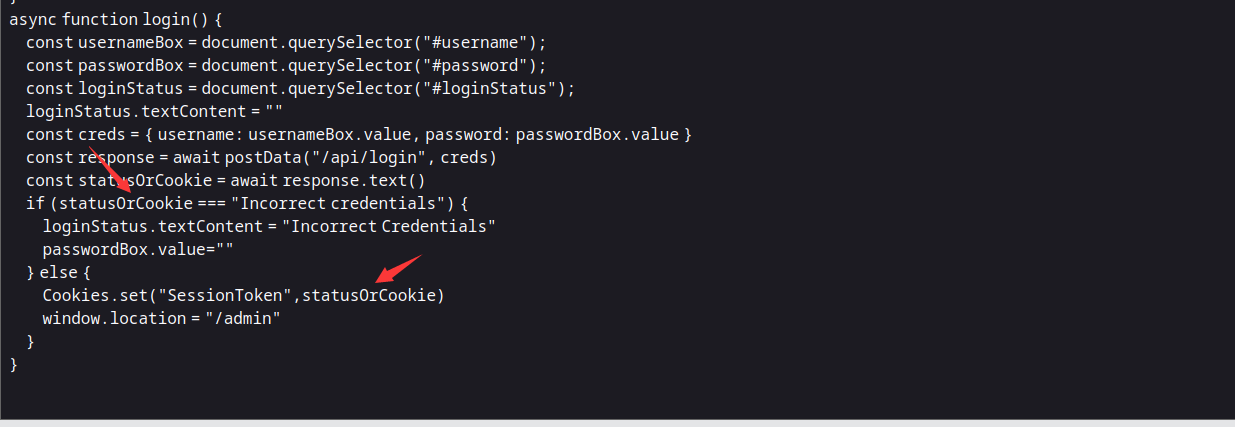 }
async function login() {
const usernameBox = document.querySelector("#username");
const passwordBox = document.querySelector("#password");
const loginStatus = document.querySelector("#loginStatus");
loginStatus.textContent = ""
const creds = { username: usernameBox.value, password: passwordBox.value }
const response = await postData("/api/login", creds)
const statusOrCookie = await response.text()
if (statusOrCookie === "Incorrect credentials") {
loginStatus.textContent = "Incorrect Credentials"
passwordBox.value=""
} else {
Cookies.set("SessionToken",statusOrCookie)
window.location = "/admin"
}
}